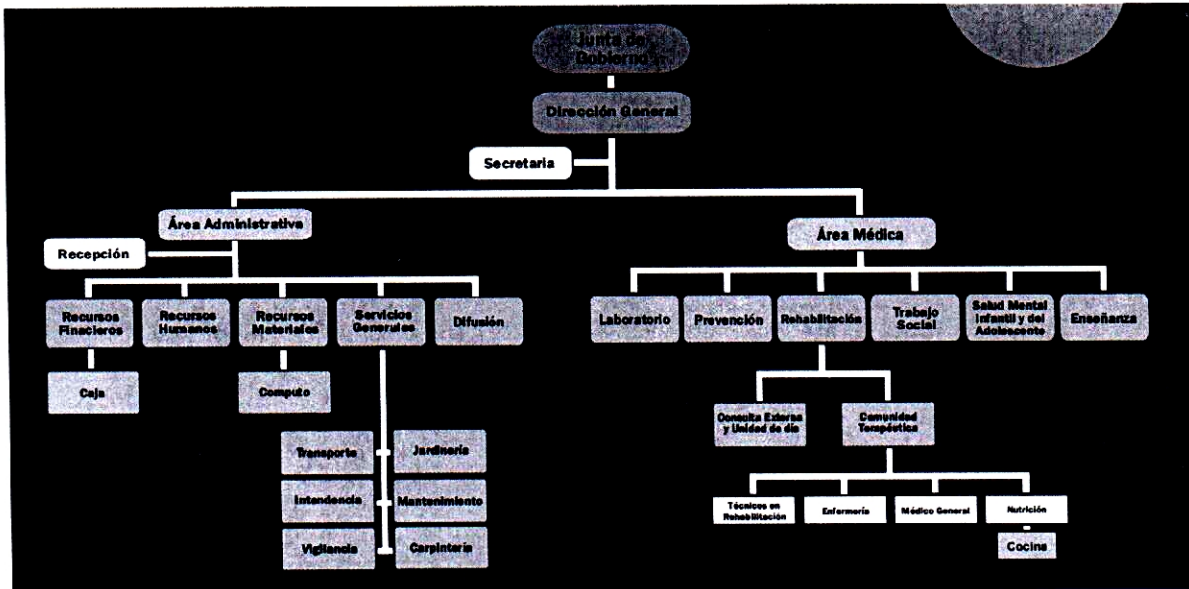 Junta de
Gobierno
Dirección General
Secretaria
Área Administrativa
Recepción
Recursos
Finacieros
Recursos
Humanos
Recursos
Materiales
Servicios
Generales
Difusión
Caja
Computo
Transporte
Jardinería
Intendencia
Mantenimiento
Vigilancia
Carpintería
Área Médica
Laboratorio
Prevención
Rehabilitación
Trabajo
Social
Salud Mental
Infantil y del
Adolescente
Enseñanza
Consulta Externa
y Unidad de día
Comunidad
Terapéutica
Técnicos en
Rehabilitación
Enfermería
Médico General
Nutrición
Cocina